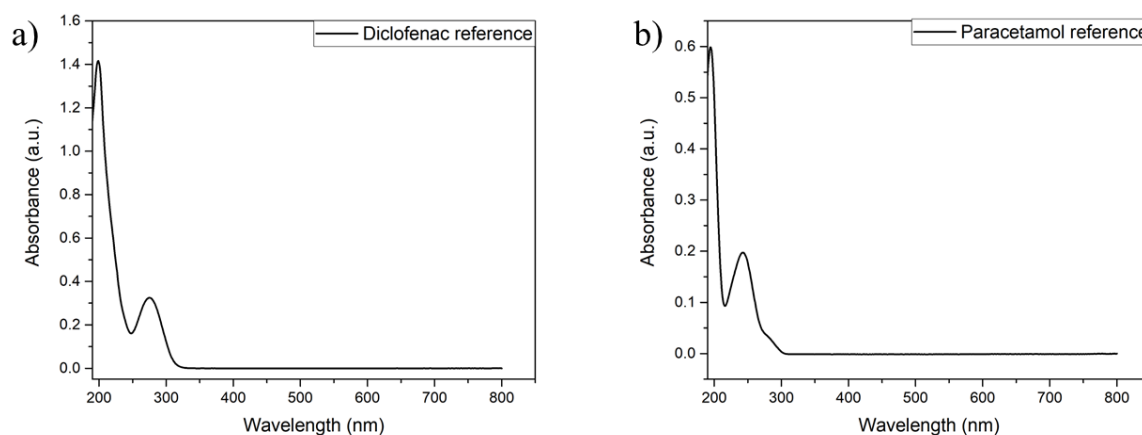 a)
Diclofenac reference
1.6
1.4
1.2
1.0
0.8
0.6
0.4
0.2
0.0
Absorbance (a.u.)
200 300 400 500 600 700 800
Wavelength (nm)
b)
Paracetamol reference
0.6
0.5
0.4
0.3
0.2
0.1
0.0
Absorbance (a.u.)
200 300 400 500 600 700 800
Wavelength (nm)